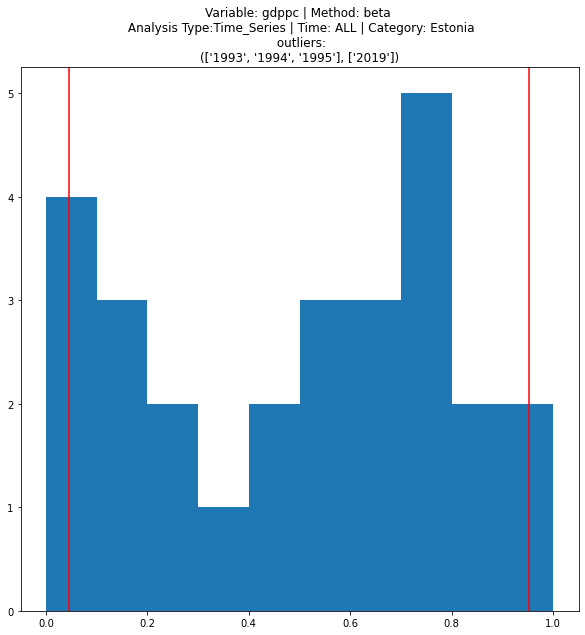 Variable: gdppc | Method: beta
Analysis Type:Time_Series | Time: ALL | Category: Estonia
outliers:
(['1993', '1994', '1995'], ['2019'])
5
4
3
2
1
0
0.0 0.2 0.4 0.6 0.8 1.0